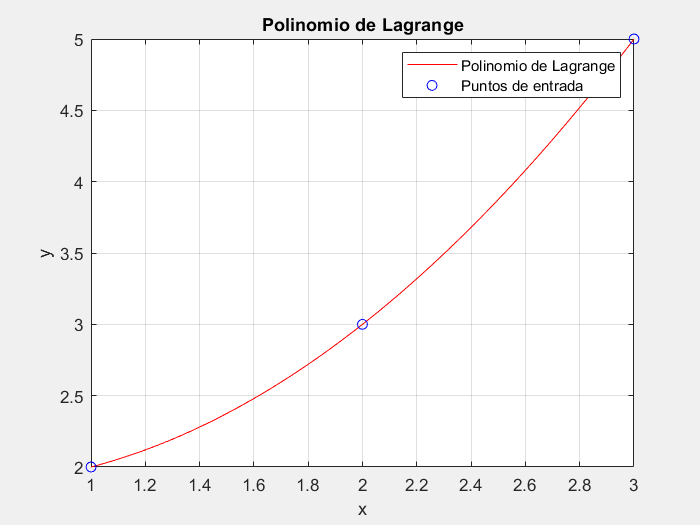 Polinomio de Lagrange
Polinomio de Lagrange
Puntos de entrada
5
4.5
4
3.5
3
2.5
2
y
1 1.2 1.4 1.6 1.8 2 2.2 2.4 2.6 2.8 3
x